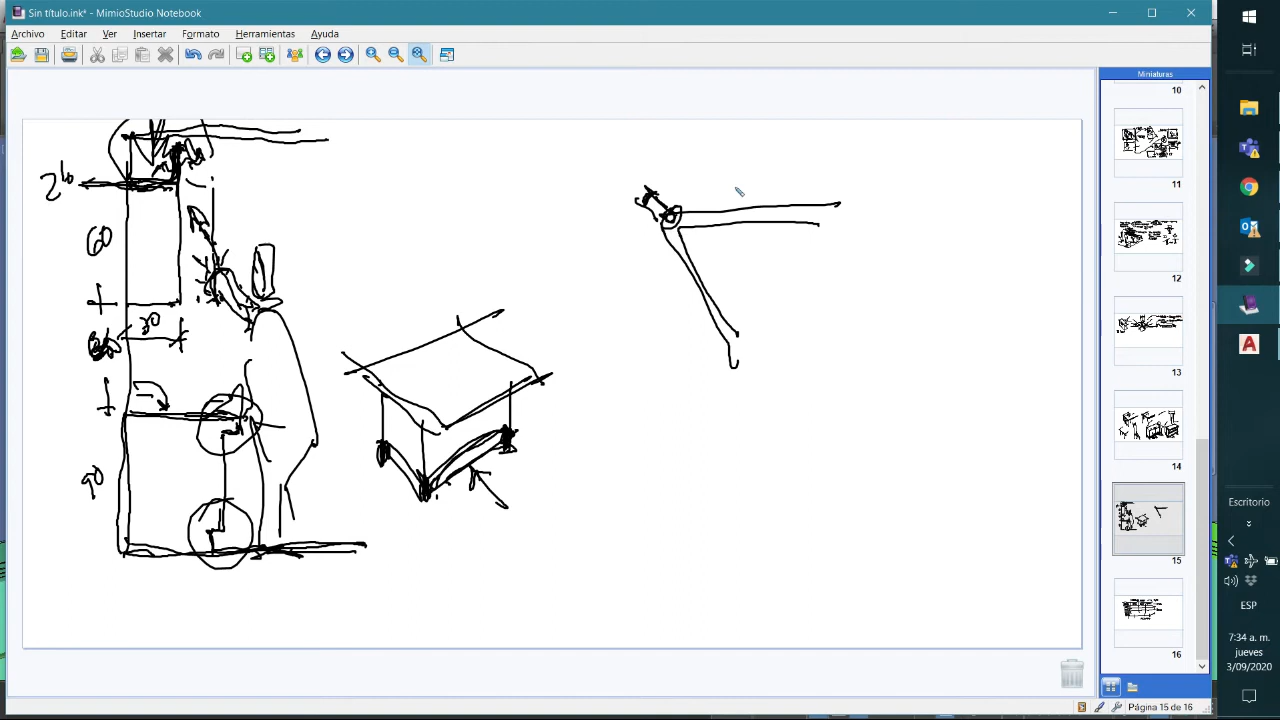 Sin título.ink* - MimioStudio Notebook
Archivo Editar Ver Insertar Formato Herramientas Ayuda
Miniaturas
10
11
12
13
14
15
16
60
30
90
Escritorio
ESP
7:34 a. m.
jueves
3/09/2020
Página 15 de 16